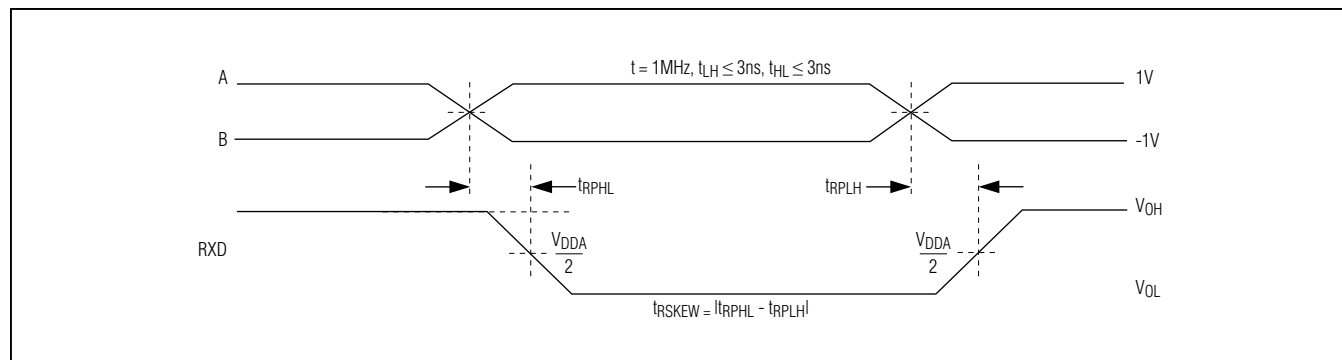 t = 1MHz, tLH ≤ 3ns, tHL ≤ 3ns
A
1V
B
-1V
tRPHL
tRPLH
VOH
RXD
VDDA
2
VDDA
2
VOL
tRSKEW = |tRPHL - tRPLH|